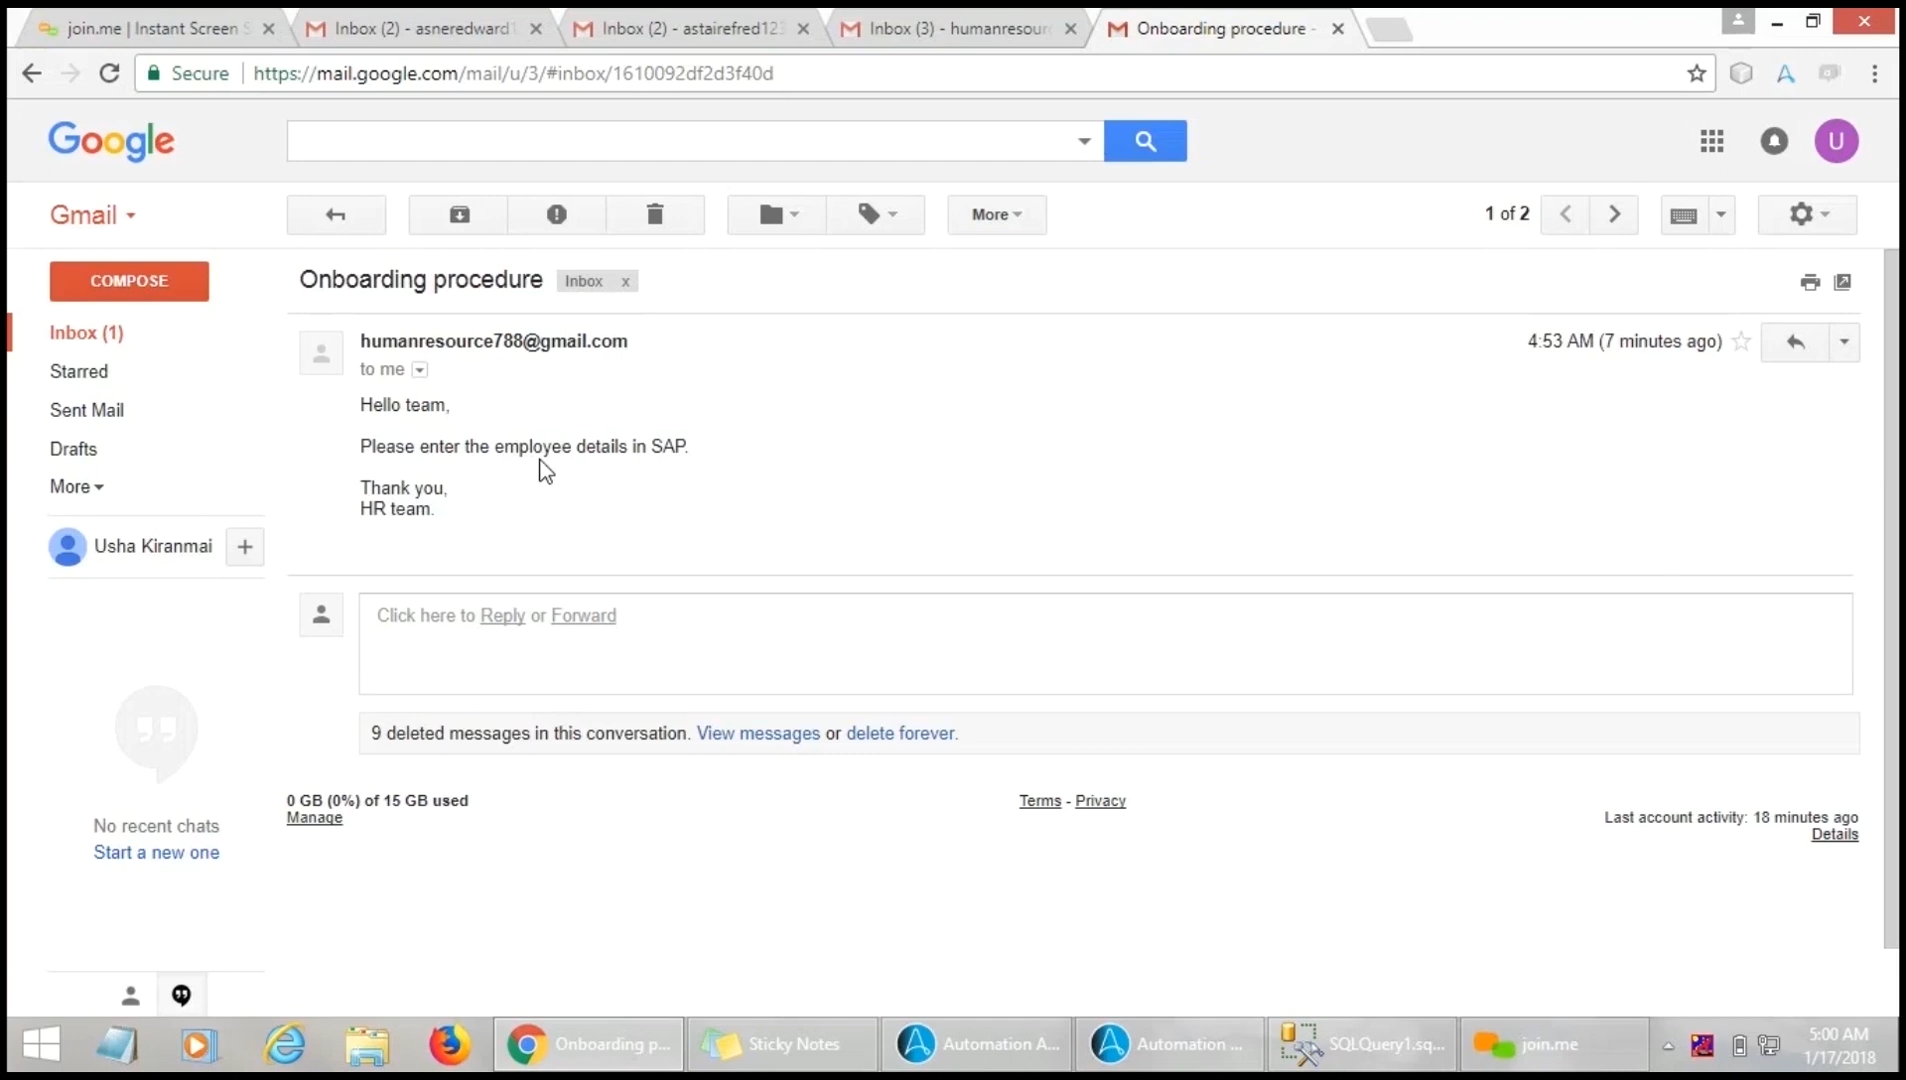 join.me | Instant Screen S
Inbox (2) - asneredward1
Inbox (2) - astairefred123
Inbox (3) - humanresourc
Onboarding procedure -
Secure
https://mail.google.com/mail/u/3/#inbox/1610092df2d3f40d
Google
U
Gmail
More
1 of 2
COMPOSE
Onboarding procedure
Inbox x
Inbox (1)
Starred
Sent Mail
Drafts
More
Usha Kiranmai
humanresource788@gmail.com
4:53 AM (7 minutes ago)
to me
Hello team,
Please enter the employee details in SAP.
Thank you,
HR team.
Click here to Reply or Forward
9 deleted messages in this conversation. View messages or delete forever.
No recent chats
Start a new one
0 GB (0%) of 15 GB used
Manage
Terms - Privacy
Last account activity: 18 minutes ago
Details
Onboarding p...
Sticky Notes
Automation A...
Automation ...
SQLQuery1.sq...
join.me
5:00 AM
1/17/2018